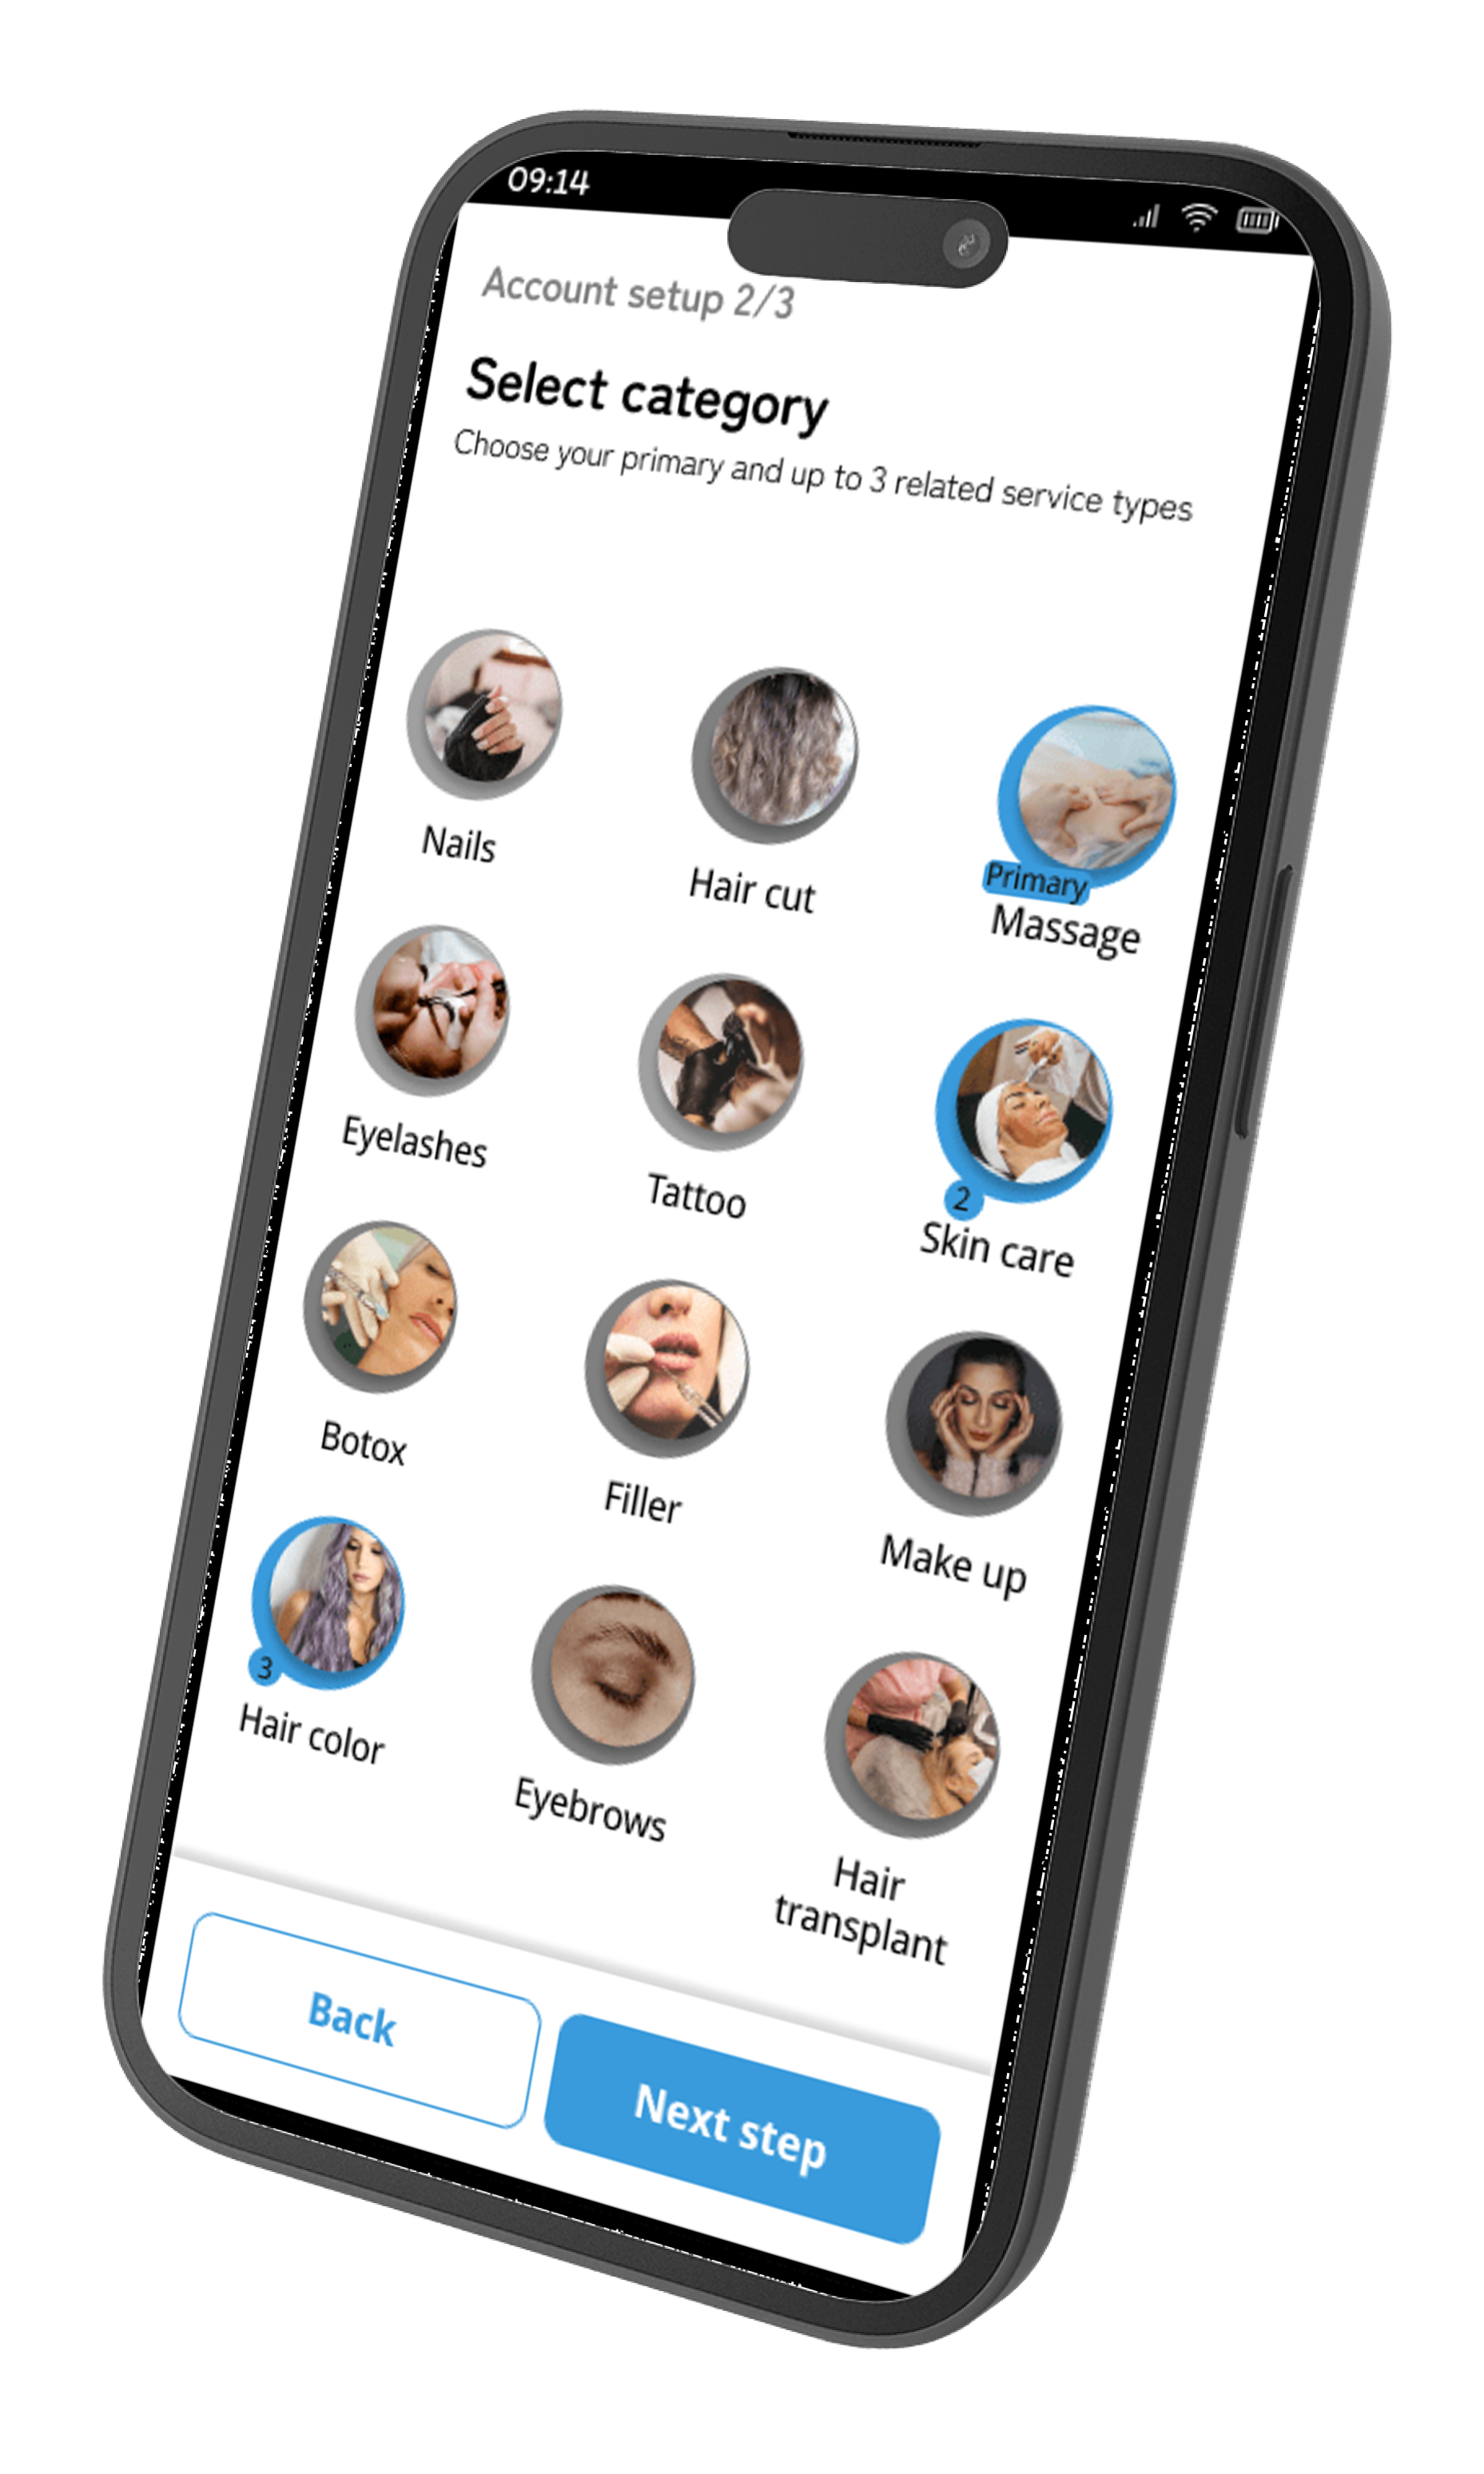 09:14
Account setup 2/3
Select category
Choose your primary and up to 3 related service types
Nails
Hair cut
Primary
Massage
Eyelashes
Tattoo
2
Skin care
Botox
Filler
Make up
3
Hair color
Eyebrows
Hair
transplant
Back
Next step